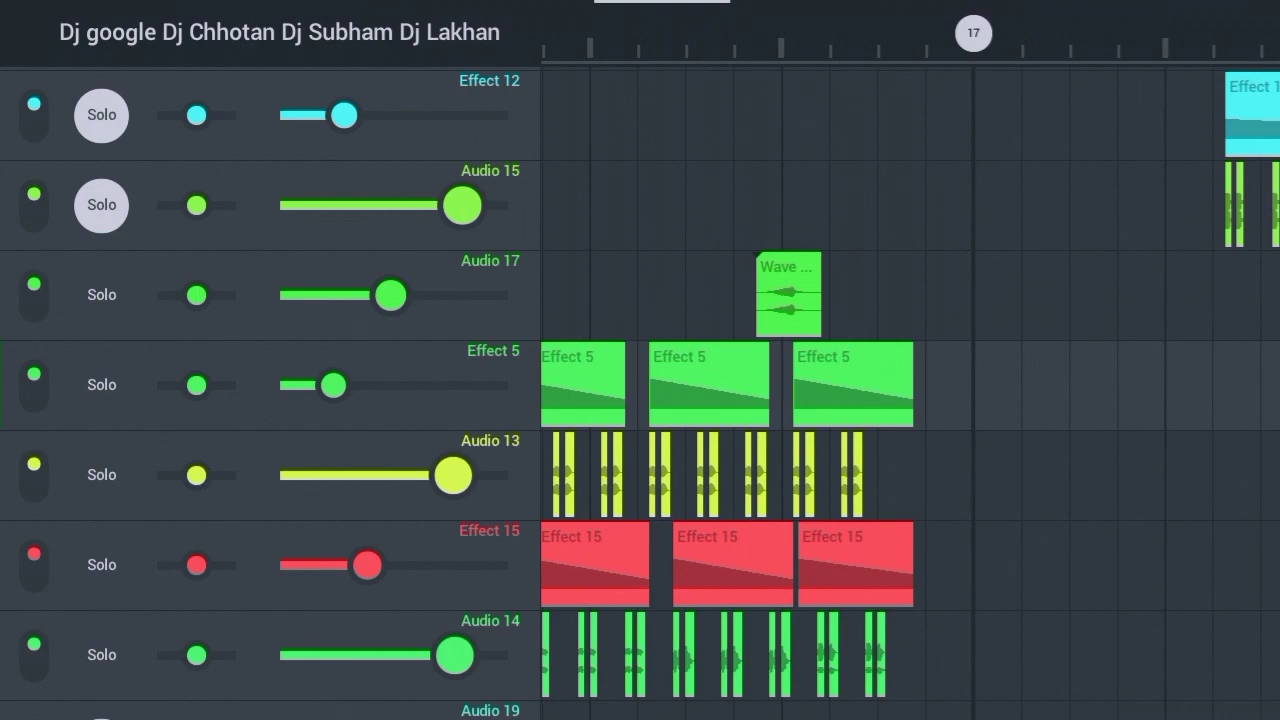 Dj google Dj Chhotan Dj Subham Dj Lakhan
17
Effect 12
Solo
Effect 1
Audio 15
Solo
Audio 17
Solo
Wave ...
Effect 5
Solo
Effect 5
Effect 5
Effect 5
Audio 13
Solo
Effect 15
Solo
Effect 15
Effect 15
Effect 15
Audio 14
Solo
Audio 19